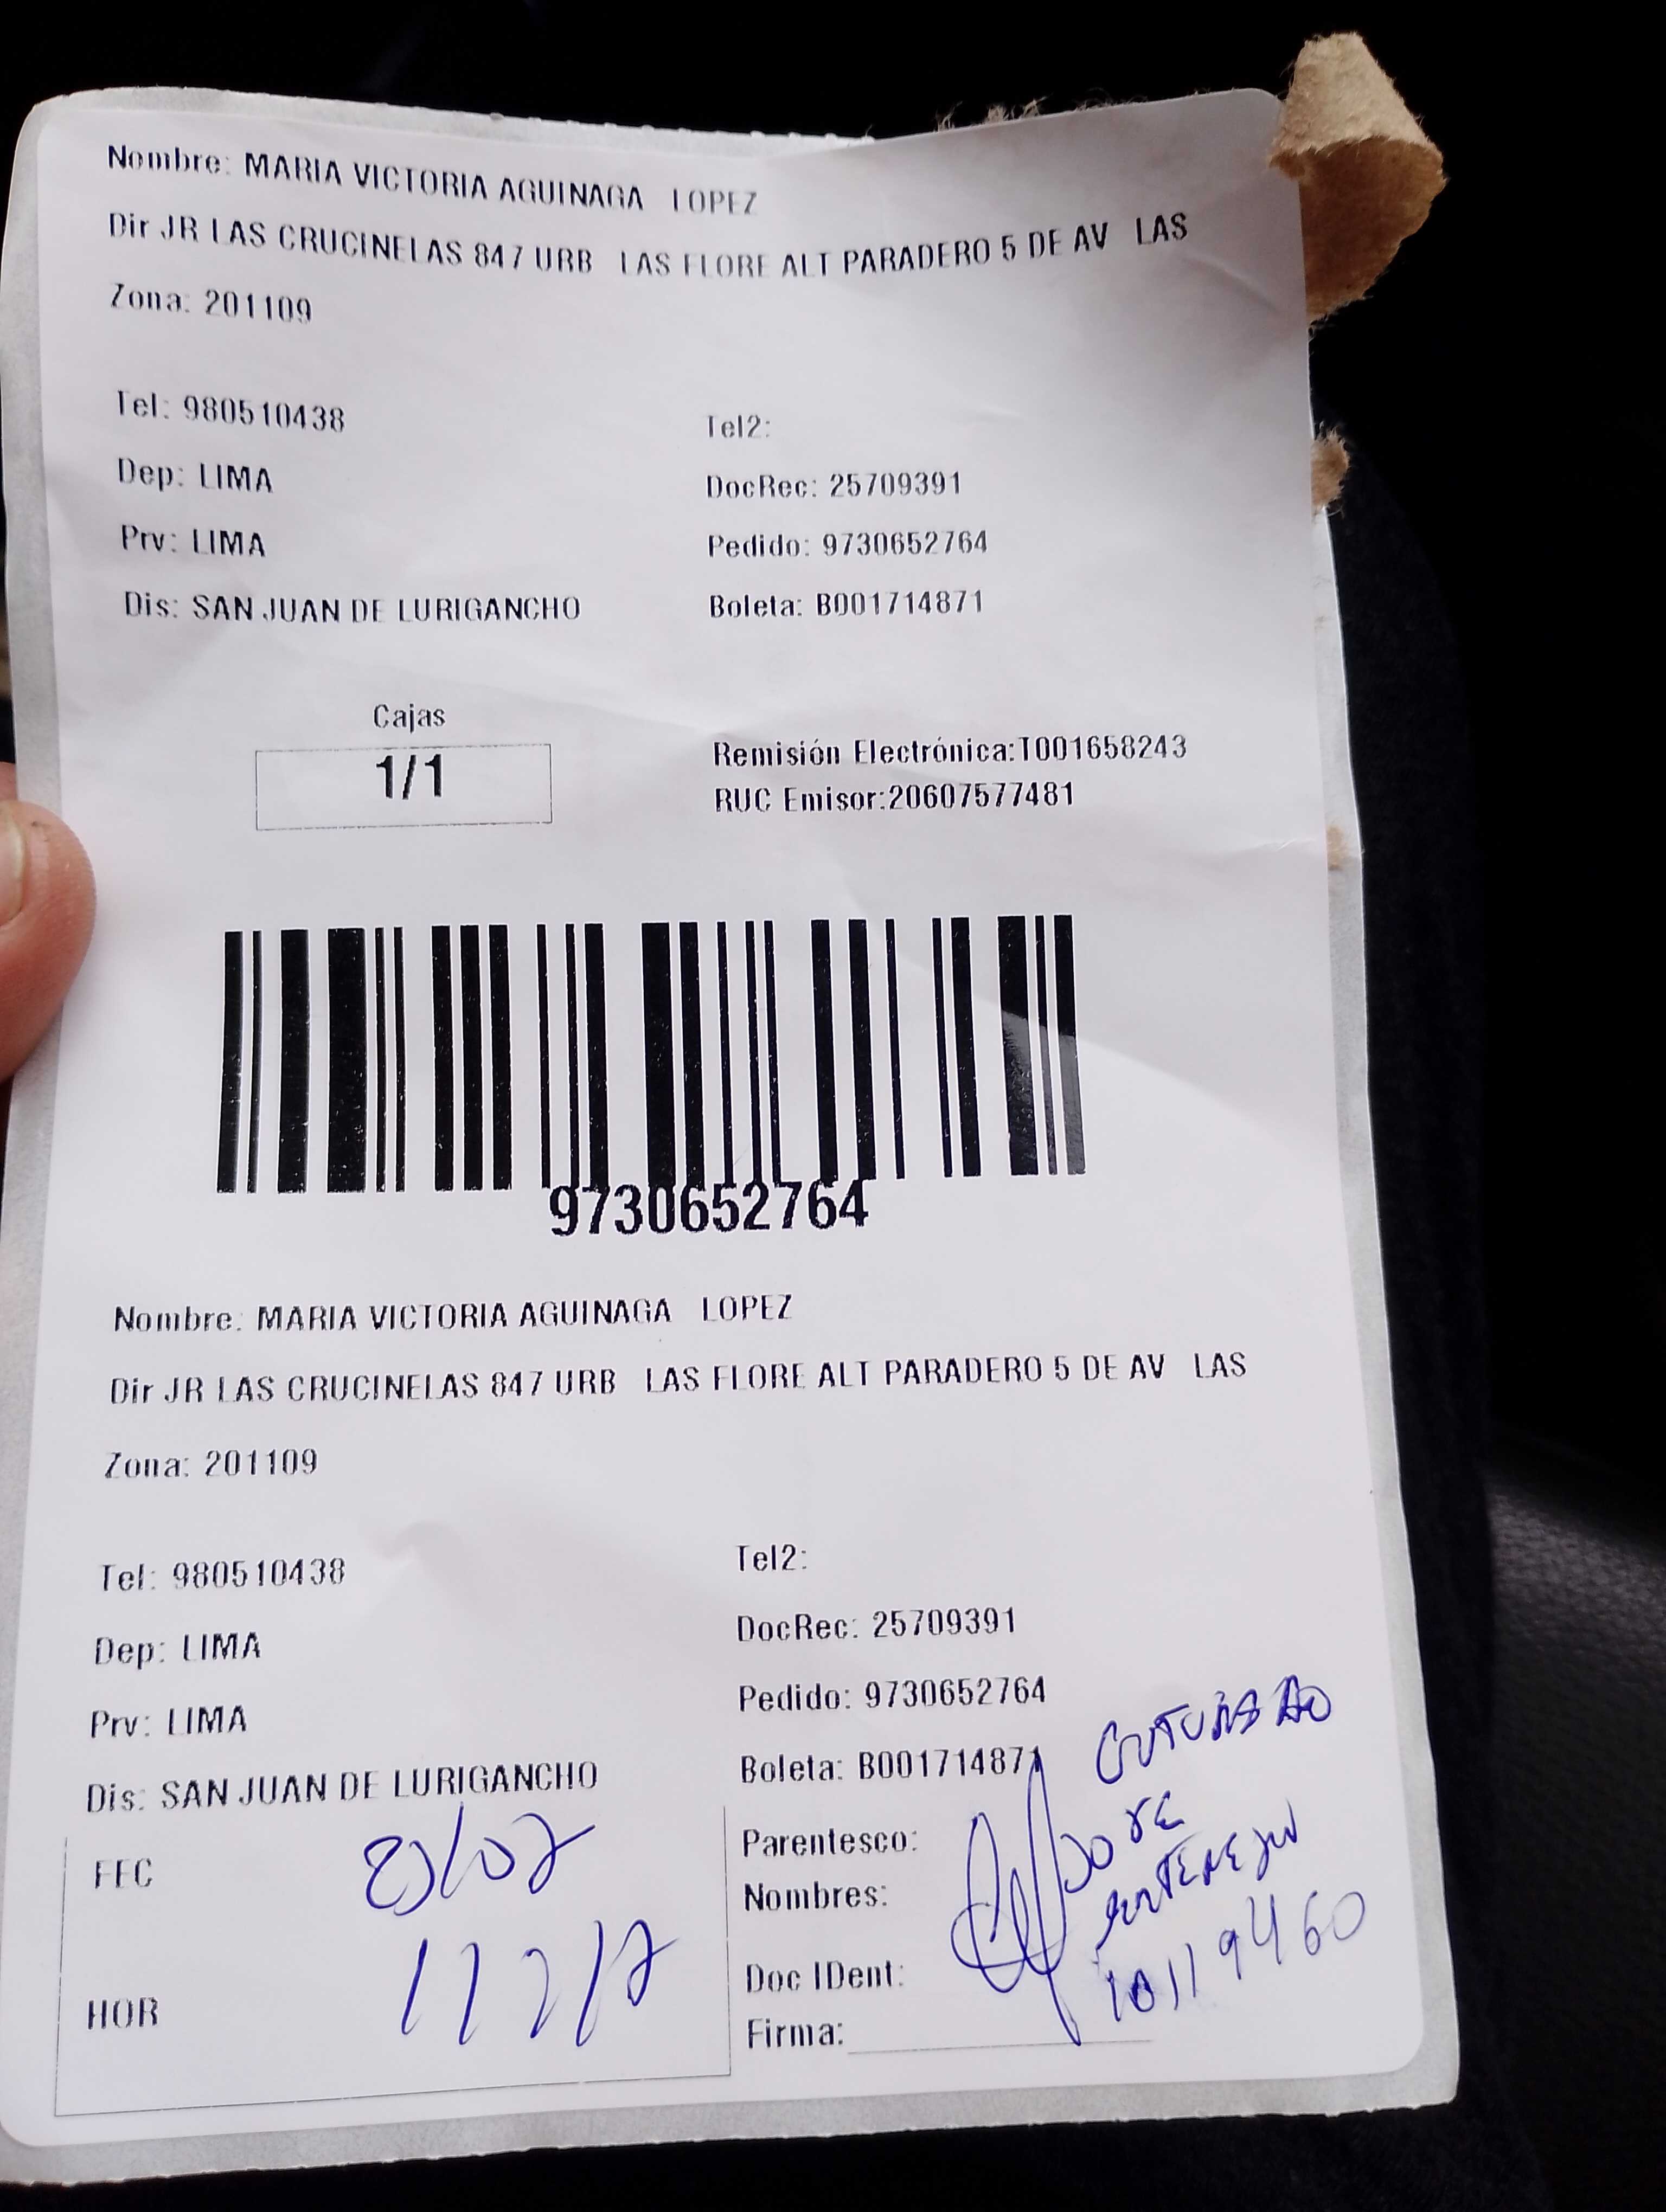 Nombre: MARIA VICTORIA AGUINAGA LOPEZ
Dir JR LAS CRUCINELAS 847 URB LAS FLORE ALT PARADERO 5 DE AV LAS
Zona: 201109
Tel: 980510438
Tel2:
Dep: LIMA
DocRec: 25709391
Prv: LIMA
Pedido: 9730652764
Dis: SAN JUAN DE LURIGANCHO
Boleta: B001714871
Cajas
1/1
Remisión Electrónica:T001658243
RUC Emisor:20607577481
9730652764
Nombre: MARIA VICTORIA AGUINAGA LOPEZ
Dir JR LAS CRUCINELAS 847 URB LAS FLORE ALT PARADERO 5 DE AV LAS
Zona: 201109
Tel: 980510438
Tel2:
Dep: LIMA
DocRec: 25709391
Prv: LIMA
Pedido: 9730652764
Dis: SAN JUAN DE LURIGANCHO
Boleta: B001714871
FEC
Parentesco:
Nombres:
HOR
Doc IDent:
10119460
Firma: